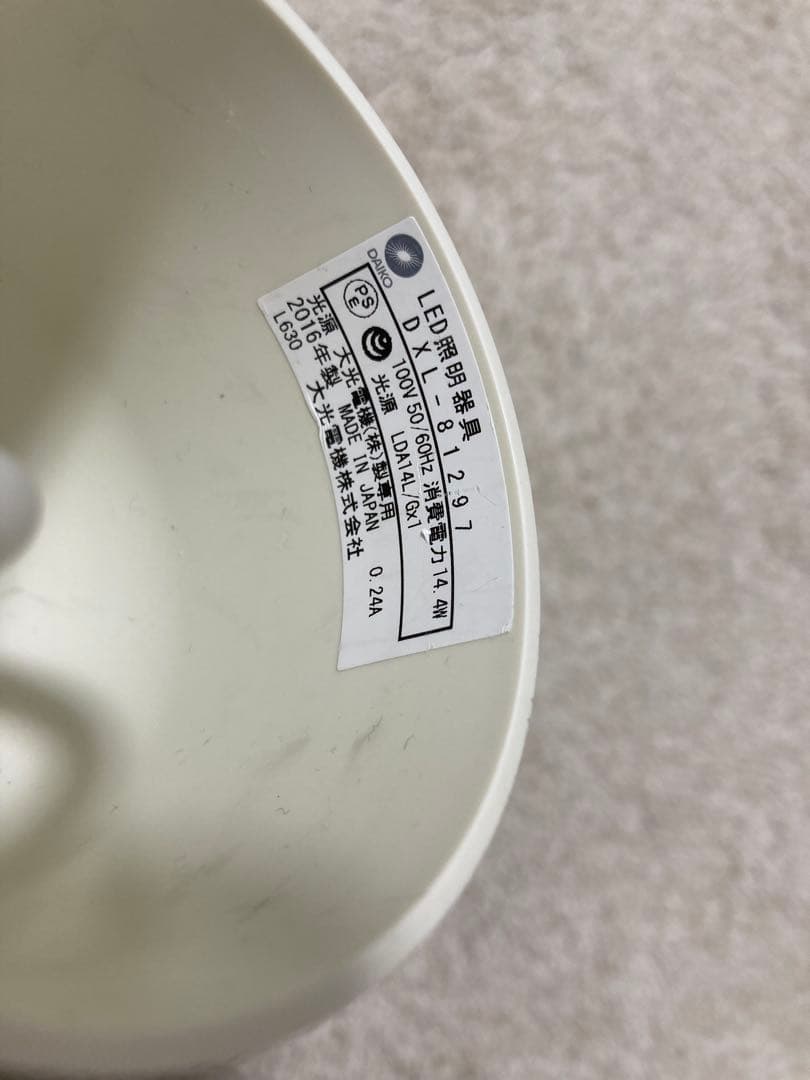 DAIKO
LED照明器具
DXL-81297
PS
E
100V 50/60Hz 消費電力14.4W
光源 LDA14L/Gx1
光源 大光電機(株)製専用
2016年製 MADE IN JAPAN 0.24A
L630 大光電機株式会社